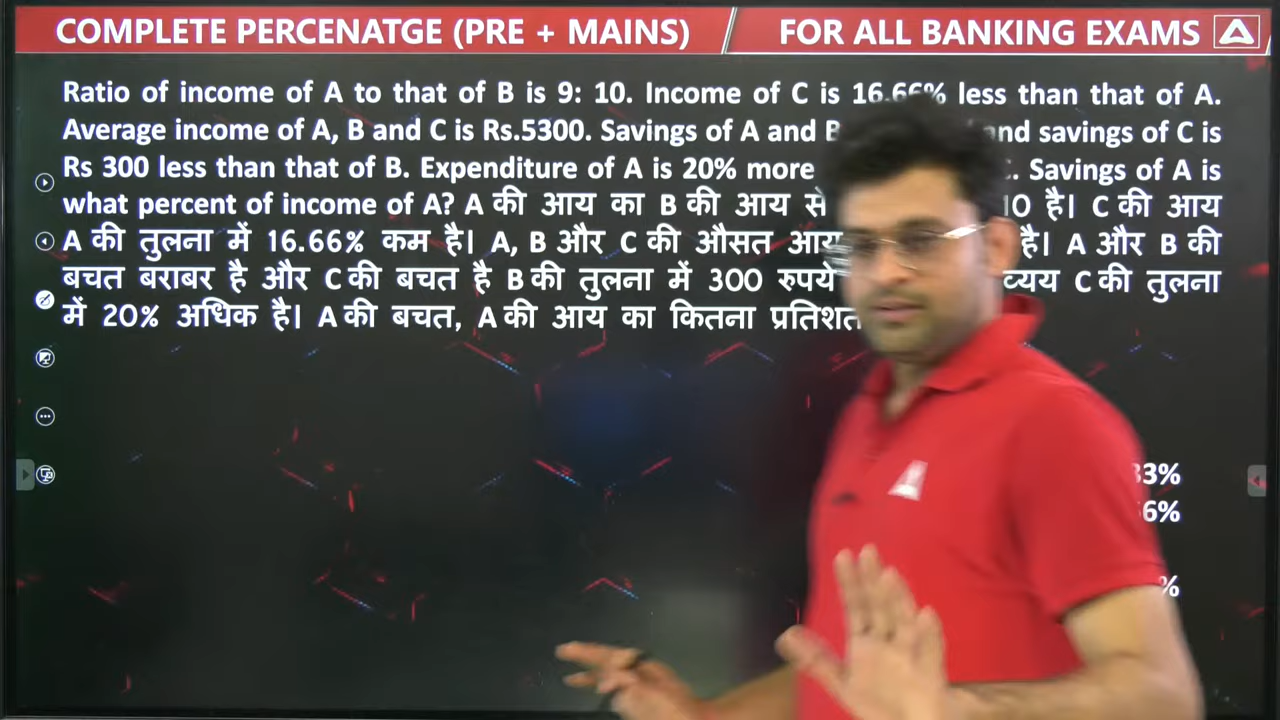 COMPLETE PERCENATGE (PRE + MAINS) FOR ALL BANKING EXAMS
Ratio of income of A to that of B is 9: 10. Income of C is 16.66% less than that of A.
Average income of A, B and C is Rs.5300. Savings of A and B and savings of C is
Rs 300 less than that of B. Expenditure of A is 20% more C. Savings of A is
what percent of income of A? A की आय का B की आय से 10 है। C की आय
A की तुलना में 16.66% कम है। A, B और C की औसत आय है। A और B की
बचत बराबर है और C की बचत है B की तुलना में 300 रुपये व्यय C की तुलना
में 20% अधिक है। A की बचत, A की आय का कितना प्रतिशत
33%
66%
%